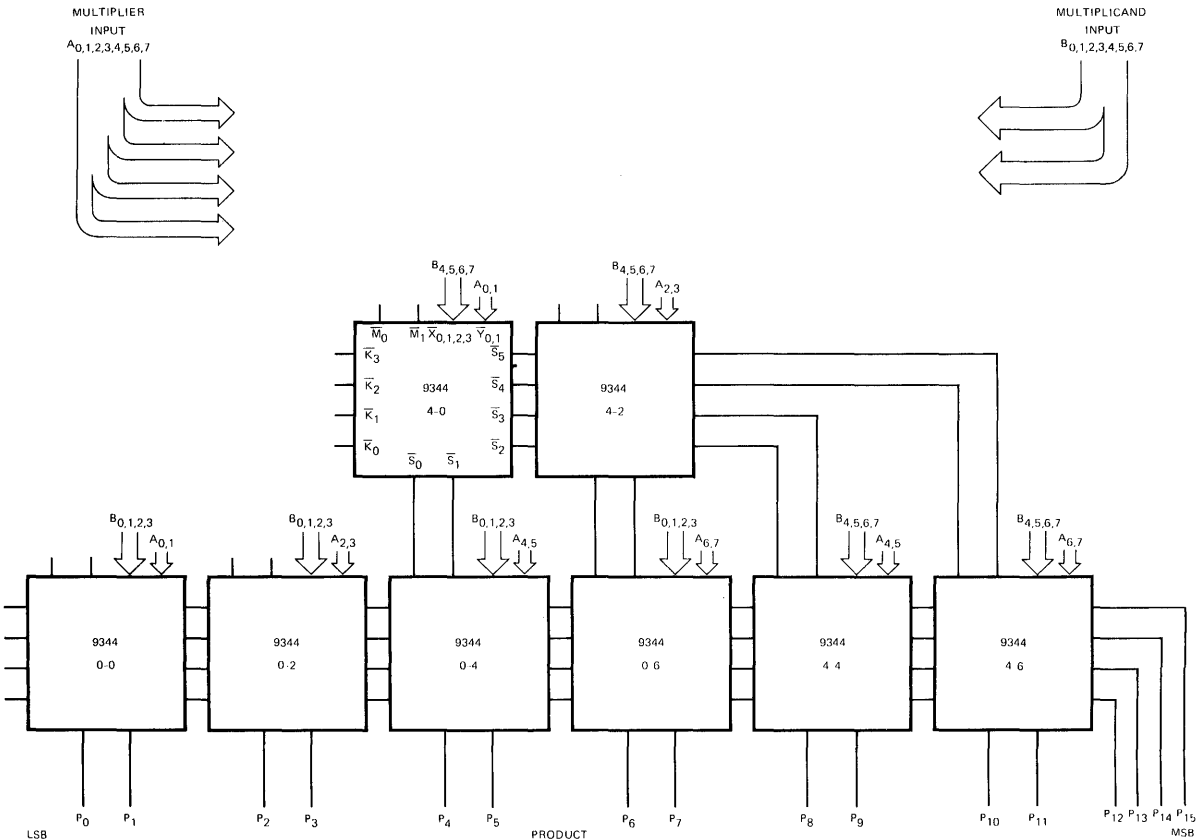 MULTIPLIER
INPUT
A0,1,2,3,4,5,6,7
MULTIPLICAND
INPUT
B0,1,2,3,4,5,6,7
B4,5,6,7
A0,1
B4,5,6,7
A2,3
M̅0 M̅1 X̅0,1,2,3 Y̅0,1
K̅3 S̅5
K̅2 9344 S̅4
K̅1 4-0 S̅3
K̅0 S̅2
S̅0 S̅1
9344
4-2
B0,1,2,3
A0,1
B0,1,2,3
A2,3
B0,1,2,3
A4,5
B0,1,2,3
A6,7
B4,5,6,7
A4,5
B4,5,6,7
A6,7
9344
0-0
9344
0-2
9344
0-4
9344
0 6
9344
4 4
9344
4 6
P0 P1 P2 P3 P4 P5 P6 P7 P8 P9 P10 P11 P12 P13 P14 P15
LSB PRODUCT MSB